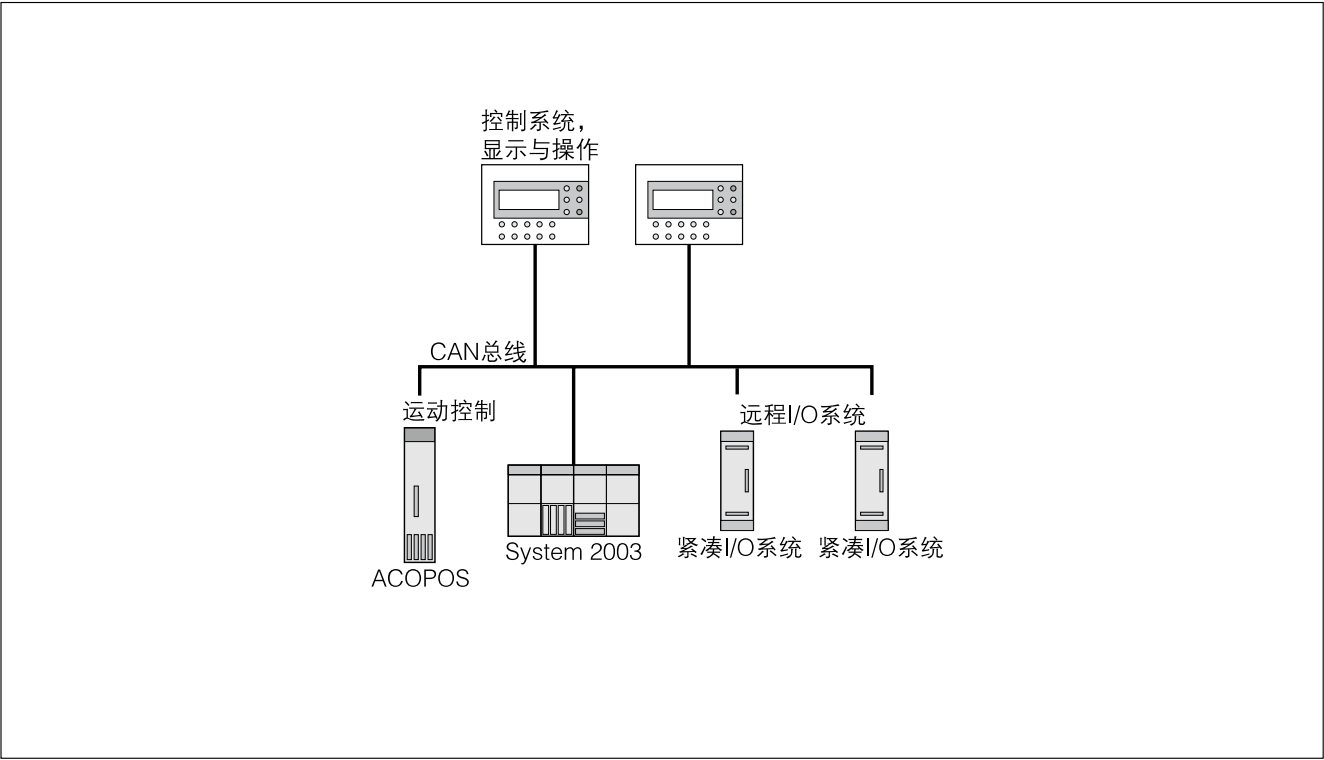 控制系统，
显示与操作
CAN总线
运动控制
远程I/O系统
System 2003
紧凑I/O系统
紧凑I/O系统
ACOPOS